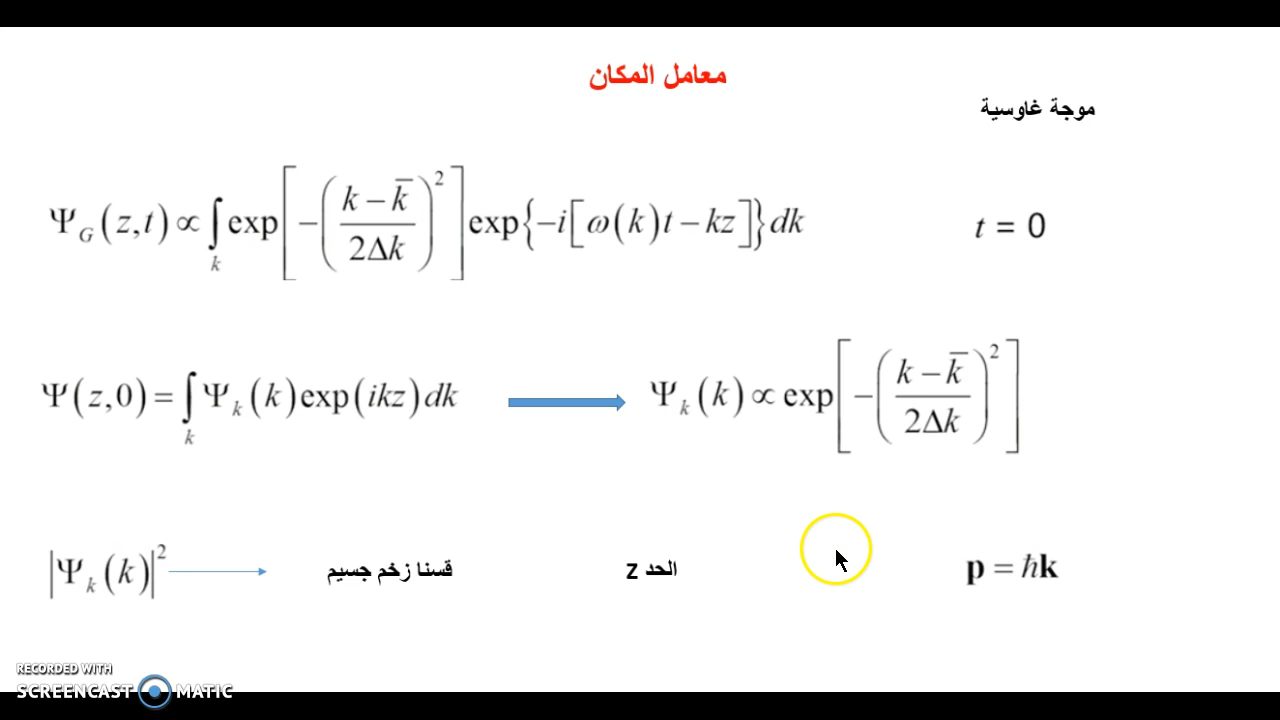 معامل المكان
موجة غاوسية
Ψ_G(z,t) ∝ ∫_k exp[−((k − k̄)/(2Δk))²] exp{−i[ω(k)t − kz]}dk
t = 0
Ψ(z,0) = ∫_k Ψ_k(k)exp(ikz)dk
Ψ_k(k) ∝ exp[−((k − k̄)/(2Δk))²]
|Ψ_k(k)|²
قسنا زخم جسيم
الحد z
p = ℏk
RECORDED WITH
SCREENCAST MATIC